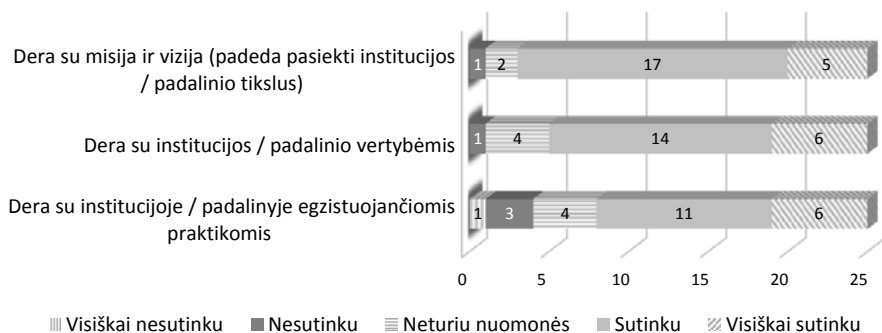 Dera su misija ir vizija (padeda pasiekti institucijos
/ padalinio tikslus)
1 2 17 5
Dera su institucijos / padalinio vertybėmis
1 4 14 6
Dera su institucijoje / padalinyje egzistuojančiomis
praktikomis
1 3 4 11 6
0 5 10 15 20 25
Visiškai nesutinku Nesutinku Neturiu nuomonės Sutinku Visiškai sutinku